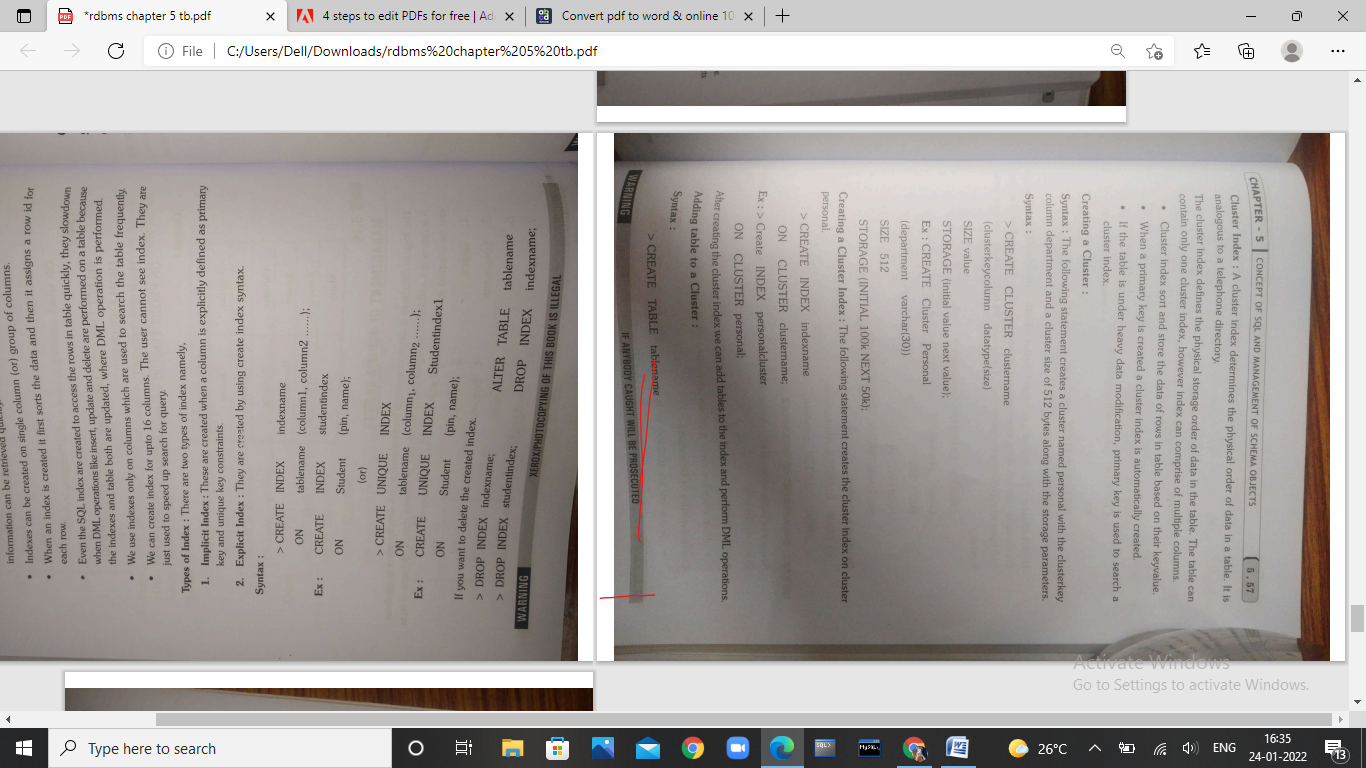 *rdbms chapter 5 tb.pdf
4 steps to edit PDFs for free | Ad
Convert pdf to word & online 10
File
C:/Users/Dell/Downloads/rdbms%20chapter%205%20tb.pdf
information can be retrieved
• Indexes can be created on single column (or) group of columns.
• When an index is created it first sorts the data and then it assigns a row id for
each row.
• Even the SQL index are created to access the rows in table quickly, they slowdown
when DML operations like insert, update and delete are performed on a table because
the indexes and table both are updated, where DML operation is performed.
• We use indexes only on columns which are used to search the table frequently.
• We can create index for upto 16 columns. The user cannot see index. They are
just used to speed up search for query.
Types of Index : There are two types of index namely,
1. Implicit Index : These are created when a column is explicitly defined as primary
key and unique key constraints.
2. Explicit Index : They are created by using create index syntax.
Syntax :
> CREATE INDEX indexname
ON tablename (column1, column2 ........);
Ex : CREATE INDEX studentindex
ON Student (pin, name);
(or)
> CREATE UNIQUE INDEX
ON tablename (column1, column2 ......);
Ex : CREATE UNIQUE INDEX Studentindex1
ON Student (pin, name);
If you want to delete the created index.
> DROP INDEX indexname; ALTER TABLE tablename
> DROP INDEX studentindex; DROP INDEX indexname;
WARNING XEROX/PHOTOCOPYING OF THIS BOOK IS ILLEGAL
CHAPTER - 5 CONCEPT OF SQL AND MANAGEMENT OF SCHEMA OBJECTS 5.57
Cluster Index : A cluster index determines the physical order of data in a table. It is
analogous to a telephone directory.
The cluster index defines the physical storage order of data in the table. The table can
contain only one cluster index, however index can comprise of multiple columns.
• Cluster index sort and store the data of rows in table based on their keyvalue.
• When a primary key is created a cluster index is automatically created.
• If the table is under heavy data modification, primary key is used to search a
cluster index.
Creating a Cluster :
Syntax : The following statement creates a cluster named personal with the clusterkey
column department and a cluster size of 512 bytes along with the storage parameters.
Syntax :
> CREATE CLUSTER clustername
(clusterkeycolumn datatype(size)
SIZE value
STORAGE (initial value next value);
Ex : CREATE Cluster Personal
(department varchar(30))
SIZE 512
STORAGE (INITIAL 100k NEXT 50k);
Creating a Cluster Index : The following statement creates the cluster index on cluster
personal.
> CREATE INDEX indexname
ON CLUSTER clustername;
Ex : > Create INDEX personalcluster
ON CLUSTER personal;
After creating the cluster index we can add tables to the index and perform DML operations.
Adding table to a Cluster :
Syntax :
> CREATE TABLE tablename
WARNING IF ANYBODY CAUGHT WILL BE PROSECUTED
Activate Windows
Go to Settings to activate Windows.
Type here to search
26°C
ENG
16:35
24-01-2022
13